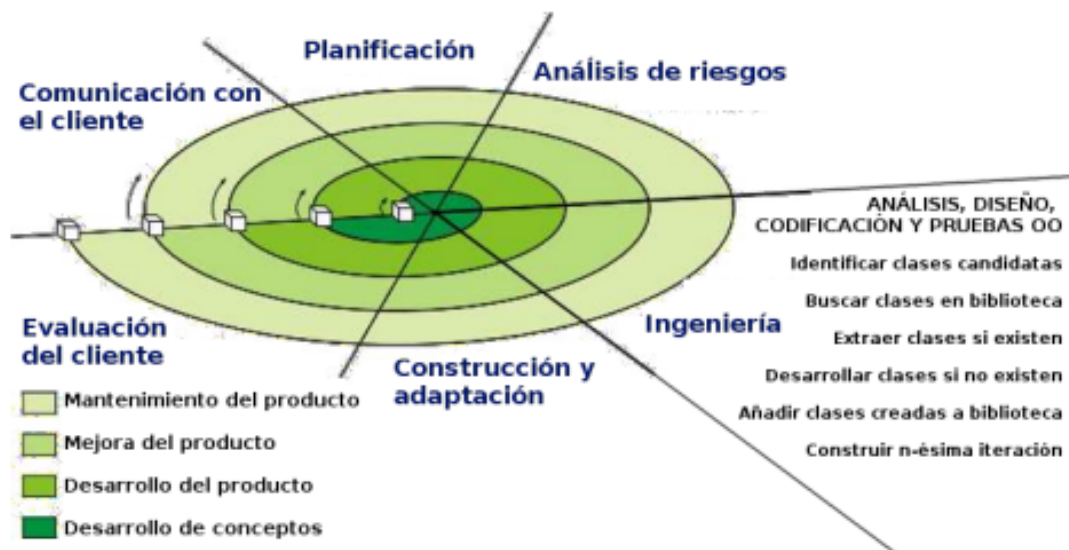 Planificación
Análisis de riesgos
Comunicación con
el cliente
ANÁLISIS, DISEÑO,
CODIFICACIÓN Y PRUEBAS OO
Identificar clases candidatas
Buscar clases en biblioteca
Extraer clases si existen
Desarrollar clases si no existen
Añadir clases creadas a biblioteca
Construir n-ésima iteración
Ingeniería
Evaluación
del cliente
Construcción y
adaptación
Mantenimiento del producto
Mejora del producto
Desarrollo del producto
Desarrollo de conceptos